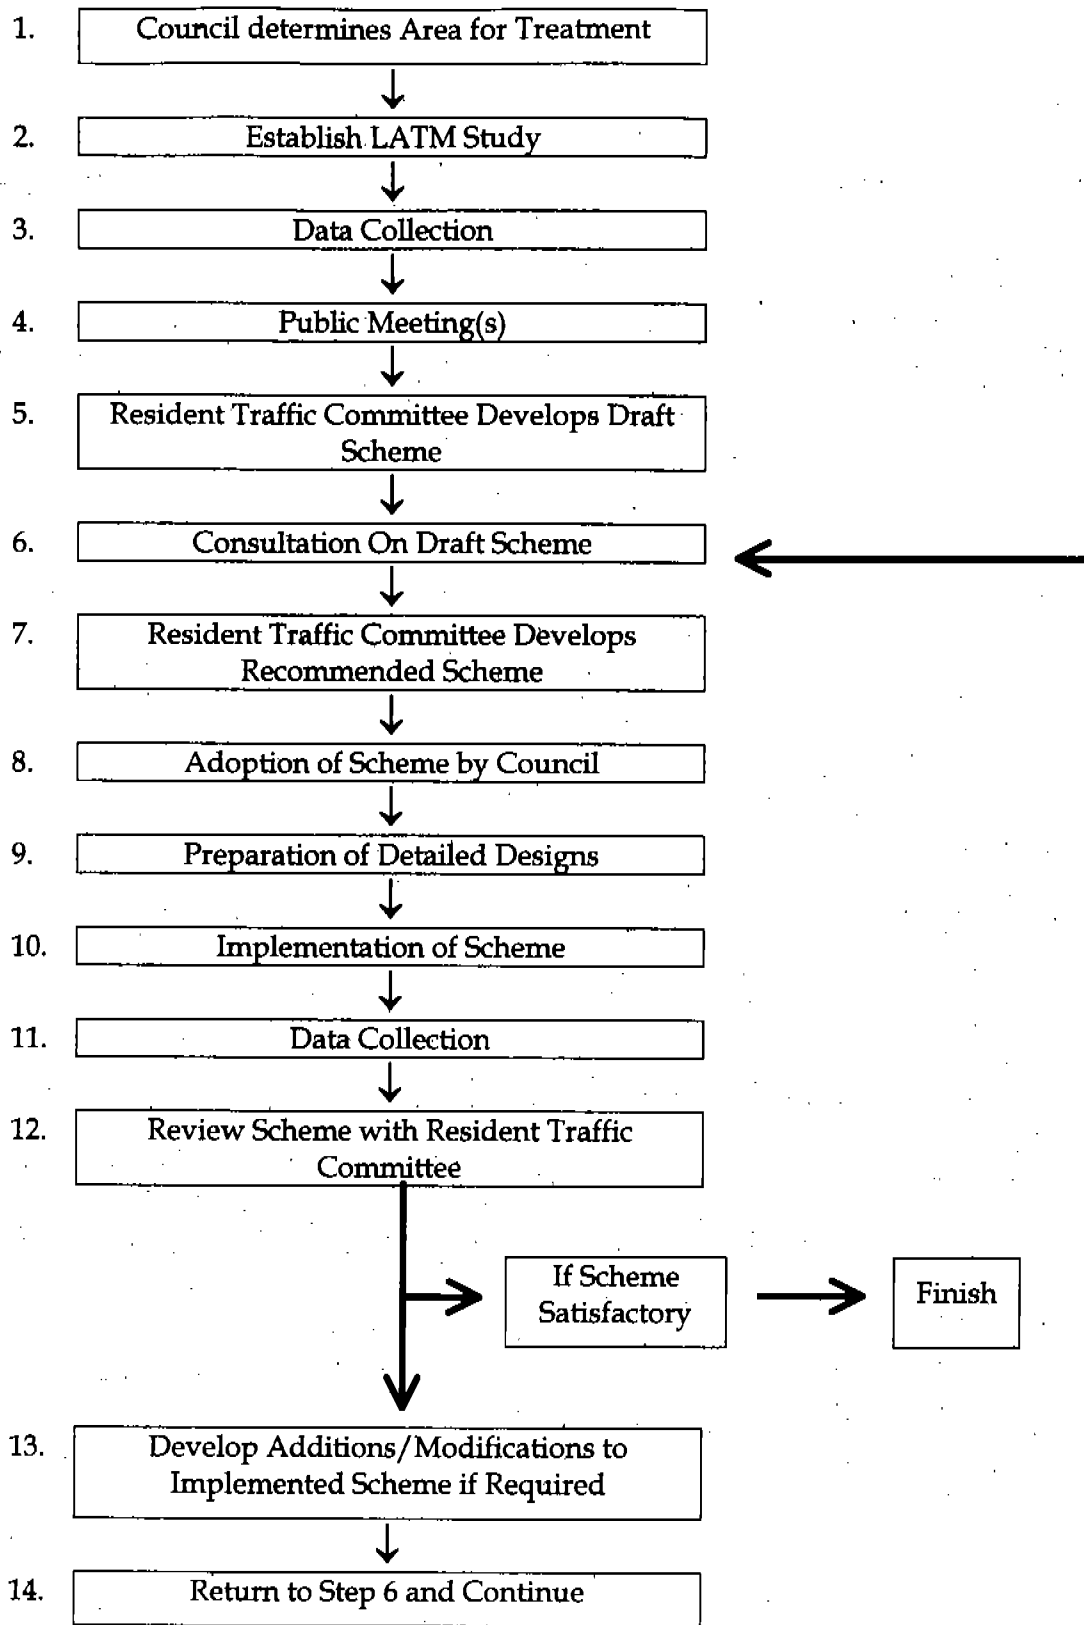 1. Council determines Area for Treatment
2. Establish LATM Study
3. Data Collection
4. Public Meeting(s)
5. Resident Traffic Committee Develops Draft
Scheme
6. Consultation On Draft Scheme
7. Resident Traffic Committee Develops
Recommended Scheme
8. Adoption of Scheme by Council
9. Preparation of Detailed Designs
10. Implementation of Scheme
11. Data Collection
12. Review Scheme with Resident Traffic
Committee
If Scheme
Satisfactory
Finish
13. Develop Additions/Modifications to
Implemented Scheme if Required
14. Return to Step 6 and Continue